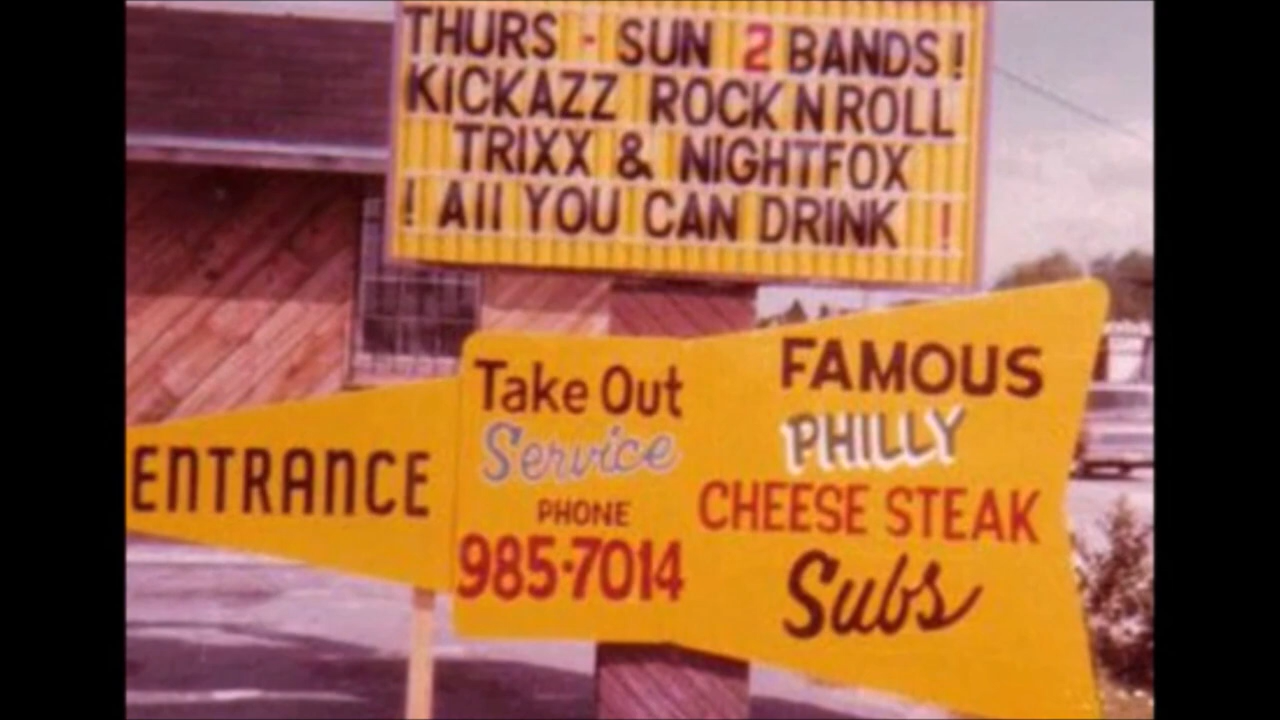 THURS - SUN 2 BANDS!
KICKAZZ ROCK N ROLL
TRIXX & NIGHTFOX
! All YOU CAN DRINK !
ENTRANCE
Take Out
Service
PHONE
985-7014
FAMOUS
PHILLY
CHEESE STEAK
Subs